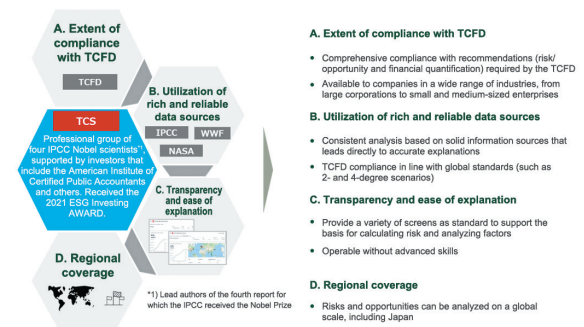 A. Extent of
compliance
with TCFD
TCFD
TCS
Professional group of
four IPCC Nobel scientists*1,
supported by investors that
include the American Institute of
Certified Public Accountants
and others. Received the
2021 ESG Investing
AWARD.
B. Utilization of
rich and reliable
data sources
IPCC
WWF
NASA
C. Transparency
and ease of
explanation
D. Regional
coverage
*1) Lead authors of the fourth report for
which the IPCC received the Nobel Prize
A. Extent of compliance with TCFD
• Comprehensive compliance with recommendations (risk/
opportunity and financial quantification) required by the TCFD
• Available to companies in a wide range of industries, from
large corporations to small and medium-sized enterprises
B. Utilization of rich and reliable data sources
• Consistent analysis based on solid information sources that
leads directly to accurate explanations
• TCFD compliance in line with global standards (such as
2- and 4-degree scenarios)
C. Transparency and ease of explanation
• Provide a variety of screens as standard to support the
basis for calculating risk and analyzing factors
• Operable without advanced skills
D. Regional coverage
• Risks and opportunities can be analyzed on a global
scale, including Japan